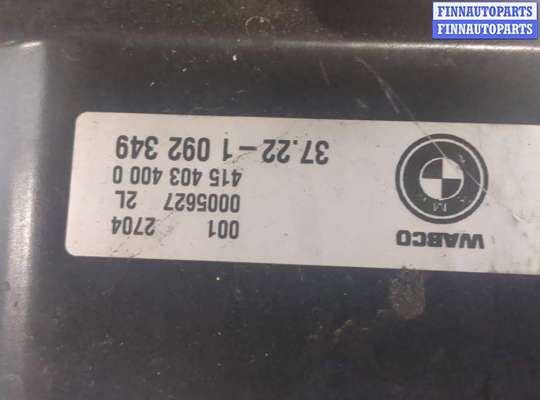 FINNAUTOPARTS
FINNAUTOPARTS
37.22-1 092 349
415 403 400 0
0005627 2L
001 2704
WABCO